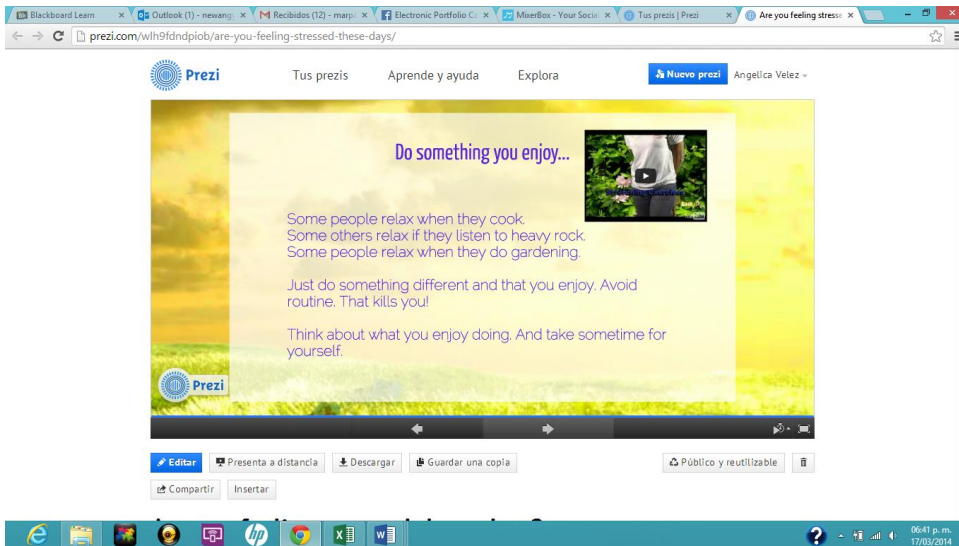 Blackboard Learn
Outlook (1) - newang
Recibidos (12) - marp
Electronic Portfolio C
MixerBox - Your Social
Tus prezis | Prezi
Are you feeling stresse
prezi.com/wlh9fdndpiob/are-you-feeling-stressed-these-days/
Prezi
Tus prezis
Aprende y ayuda
Explora
Nuevo prezi
Angelica Velez
Do something you enjoy...
Some people relax when they cook.
Some others relax if they listen to heavy rock.
Some people relax when they do gardening.
Just do something different and that you enjoy. Avoid
routine. That kills you!
Think about what you enjoy doing. And take sometime for
yourself.
Prezi
Editar
Presenta a distancia
Descargar
Guardar una copia
Público y reutilizable
Compartir
Insertar
06:41 p. m.
17/03/2014